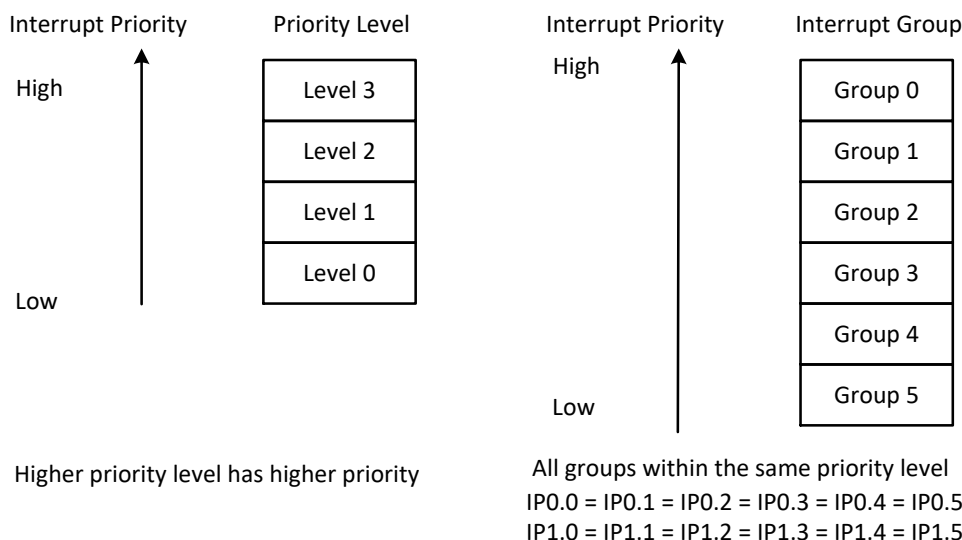 Interrupt Priority
Priority Level
High
Level 3
Level 2
Level 1
Level 0
Low
Higher priority level has higher priority
Interrupt Priority
Interrupt Group
High
Group 0
Group 1
Group 2
Group 3
Group 4
Group 5
Low
All groups within the same priority level
IP0.0 = IP0.1 = IP0.2 = IP0.3 = IP0.4 = IP0.5
IP1.0 = IP1.1 = IP1.2 = IP1.3 = IP1.4 = IP1.5